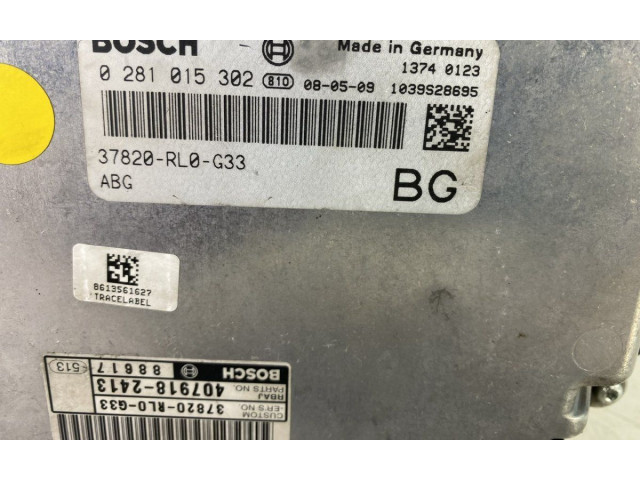 BOSCH
Made in Germany
0 281 015 302 810 08-05-09
1374 0123
1039S28695
37820-RL0-G33
ABG
BG
8613561627
TRACELABEL
CUSTOM
-ER'S NO. 37820-RL0-G33
RBAJ
PARTS NO. 407918-2413
BOSCH 88617 513